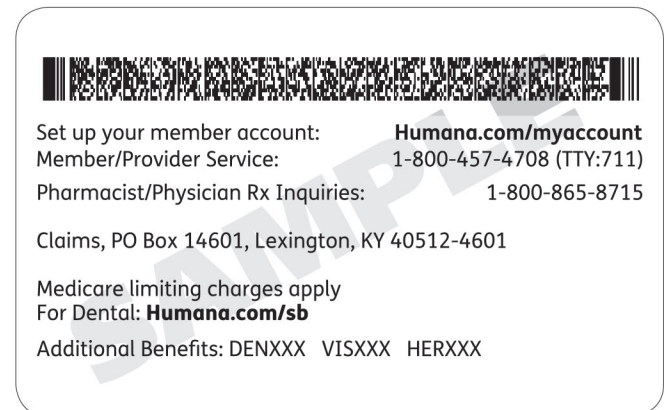 Set up your member account: Humana.com/myaccount
Member/Provider Service: 1-800-457-4708 (TTY:711)
Pharmacist/Physician Rx Inquiries: 1-800-865-8715
Claims, PO Box 14601, Lexington, KY 40512-4601
Medicare limiting charges apply
For Dental: Humana.com/sb
Additional Benefits: DENXXX VISXXX HERXXX
SAMPLE